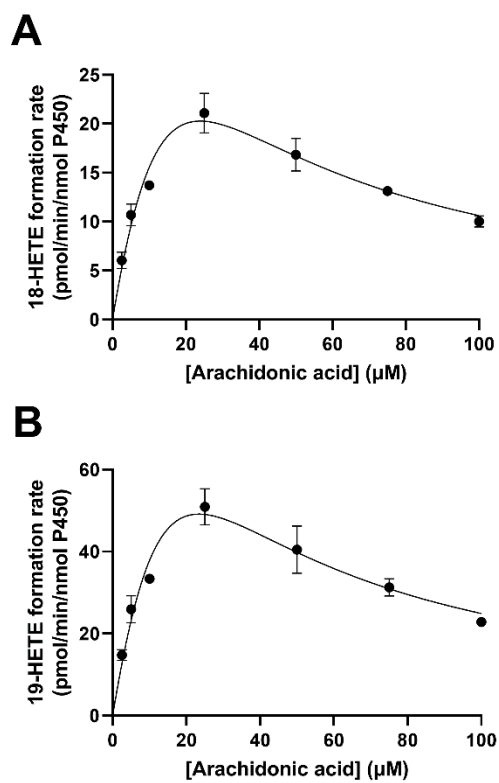 A
18-HETE formation rate
(pmol/min/nmol P450)
25
20
15
10
5
0
0 20 40 60 80 100
[Arachidonic acid] (µM)
B
19-HETE formation rate
(pmol/min/nmol P450)
60
40
20
0
0 20 40 60 80 100
[Arachidonic acid] (µM)